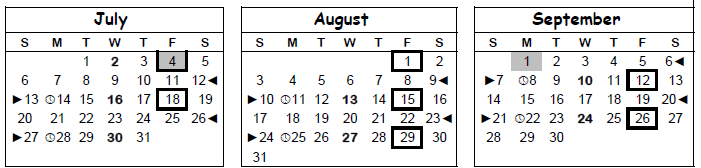 July
S M T W T F S
1 2 3 4 5
6 7 8 9 10 11 12◄
►13 🕒14 15 16 17 18 19
20 21 22 23 24 25 26◄
►27 🕒28 29 30 31
August
S M T W T F S
1 2
3 4 5 6 7 8 9◄
►10 🕒11 12 13 14 15 16
17 18 19 20 21 22 23◄
►24 🕒25 26 27 28 29 30
31
September
S M T W T F S
1 2 3 4 5 6◄
►7 🕒8 9 10 11 12 13
14 15 16 17 18 19 20◄
►21 🕒22 23 24 25 26 27
28 29 30